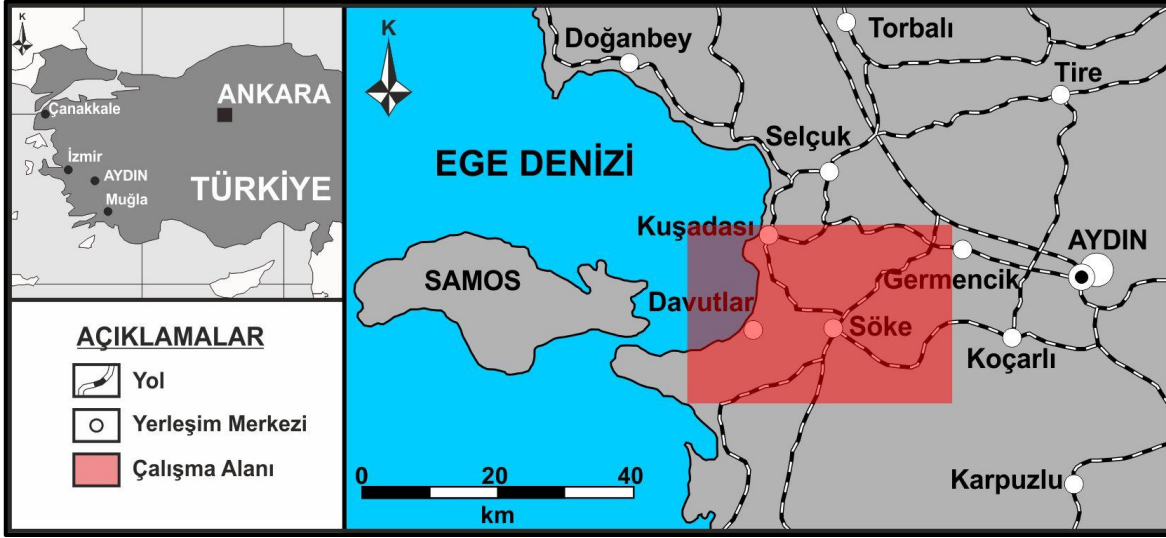 K
ANKARA
Çanakkale
İzmir
AYDIN
TÜRKİYE
Muğla
AÇIKLAMALAR
Yol
Yerleşim Merkezi
Çalışma Alanı
K
Doğanbey
Torbalı
Tire
Selçuk
EGE DENİZİ
Kuşadası
AYDIN
Germencik
SAMOS
Davutlar
Söke
Koçarlı
Karpuzlu
0 20 40
km